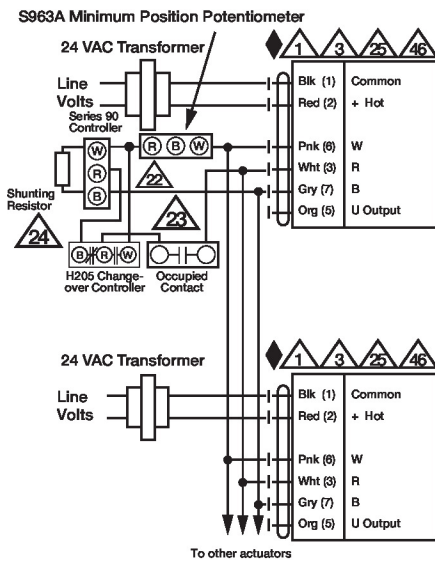 S963A Minimum Position Potentiometer
24 VAC Transformer
1 3 25 46
Line
Volts
Blk (1) Common
Red (2) + Hot
Series 90
Controller
W
R
B
R B W
Pnk (6) W
Wht (3) R
Gry (7) B
Org (5) U Output
22
Shunting
Resistor
24
23
B R W
H205 Change-
over Controller
Occupied
Contact
24 VAC Transformer
1 3 25 46
Line
Volts
Blk (1) Common
Red (2) + Hot
Pnk (6) W
Wht (3) R
Gry (7) B
Org (5) U Output
To other actuators